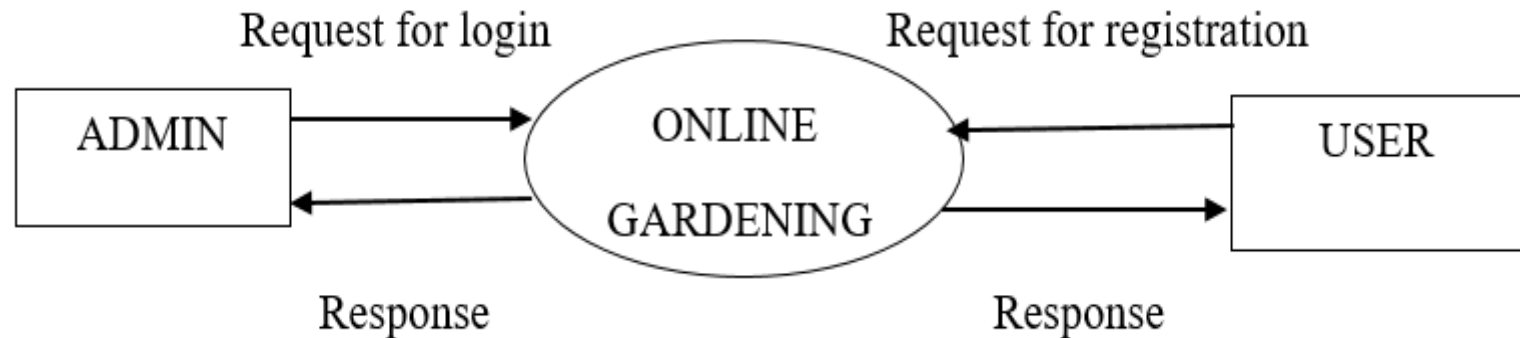 Request for login
Request for registration
ADMIN
ONLINE
GARDENING
USER
Response
Response